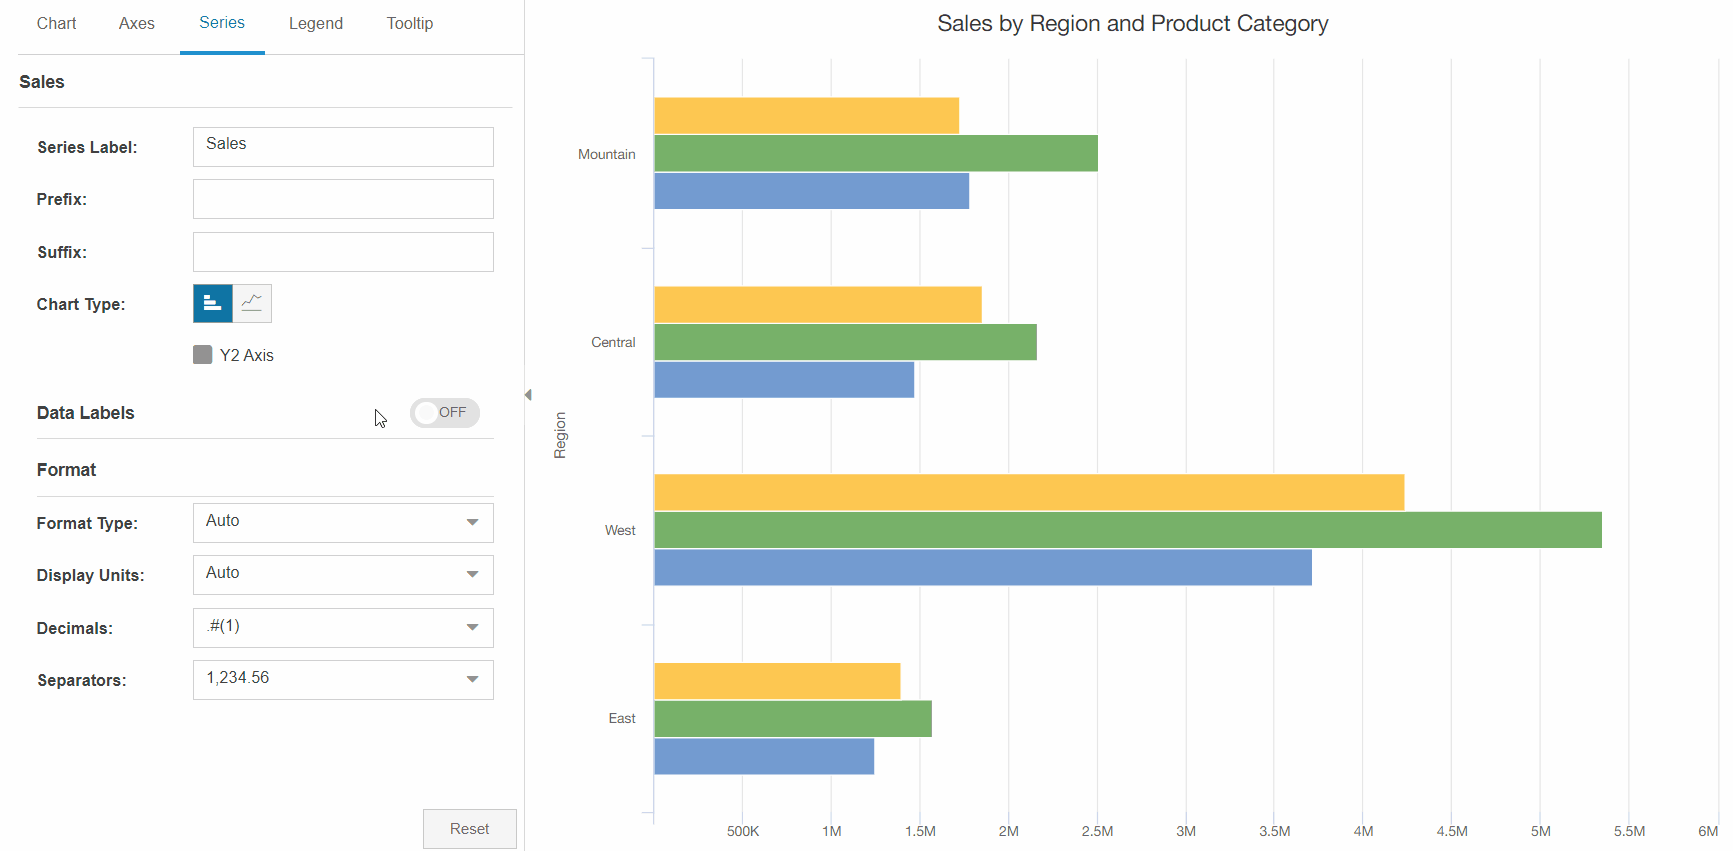 Chart Axes Series Legend Tooltip
Sales
Series Label: Sales
Prefix:
Suffix:
Chart Type:
Y2 Axis
Data Labels OFF
Format
Format Type: Auto
Display Units: Auto
Decimals: .#(1)
Separators: 1,234.56
Reset
Sales by Region and Product Category
Region
Mountain
Central
West
East
500K 1M 1.5M 2M 2.5M 3M 3.5M 4M 4.5M 5M 5.5M 6M